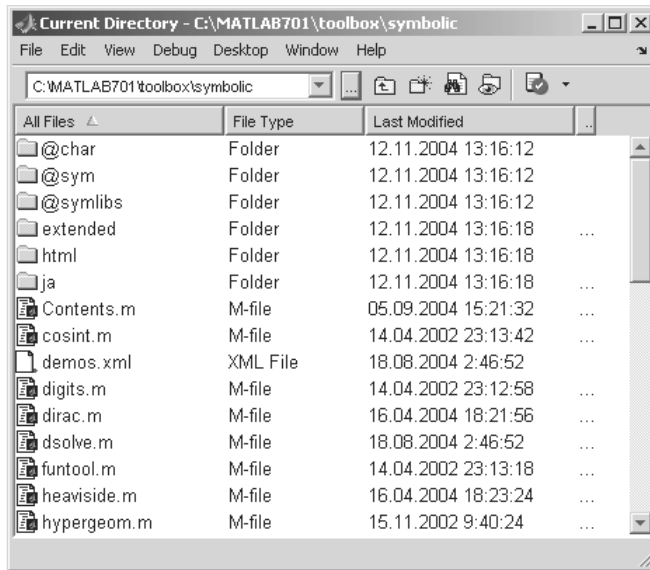 Current Directory - C:\MATLAB701\toolbox\symbolic
File Edit View Debug Desktop Window Help
C:\MATLAB701\toolbox\symbolic ...
All Files File Type Last Modified ..
@char Folder 12.11.2004 13:16:12
@sym Folder 12.11.2004 13:16:12
@symlibs Folder 12.11.2004 13:16:12
extended Folder 12.11.2004 13:16:18 ...
html Folder 12.11.2004 13:16:18
ja Folder 12.11.2004 13:16:18 ...
Contents.m M-file 05.09.2004 15:21:32 ...
cosint.m M-file 14.04.2002 23:13:42 ...
demos.xml XML File 18.08.2004 2:46:52
digits.m M-file 14.04.2002 23:12:58 ...
dirac.m M-file 16.04.2004 18:21:56 ...
dsolve.m M-file 18.08.2004 2:46:52 ...
funtool.m M-file 14.04.2002 23:13:18 ...
heaviside.m M-file 16.04.2004 18:23:24 ...
hypergeom.m M-file 15.11.2002 9:40:24 ...